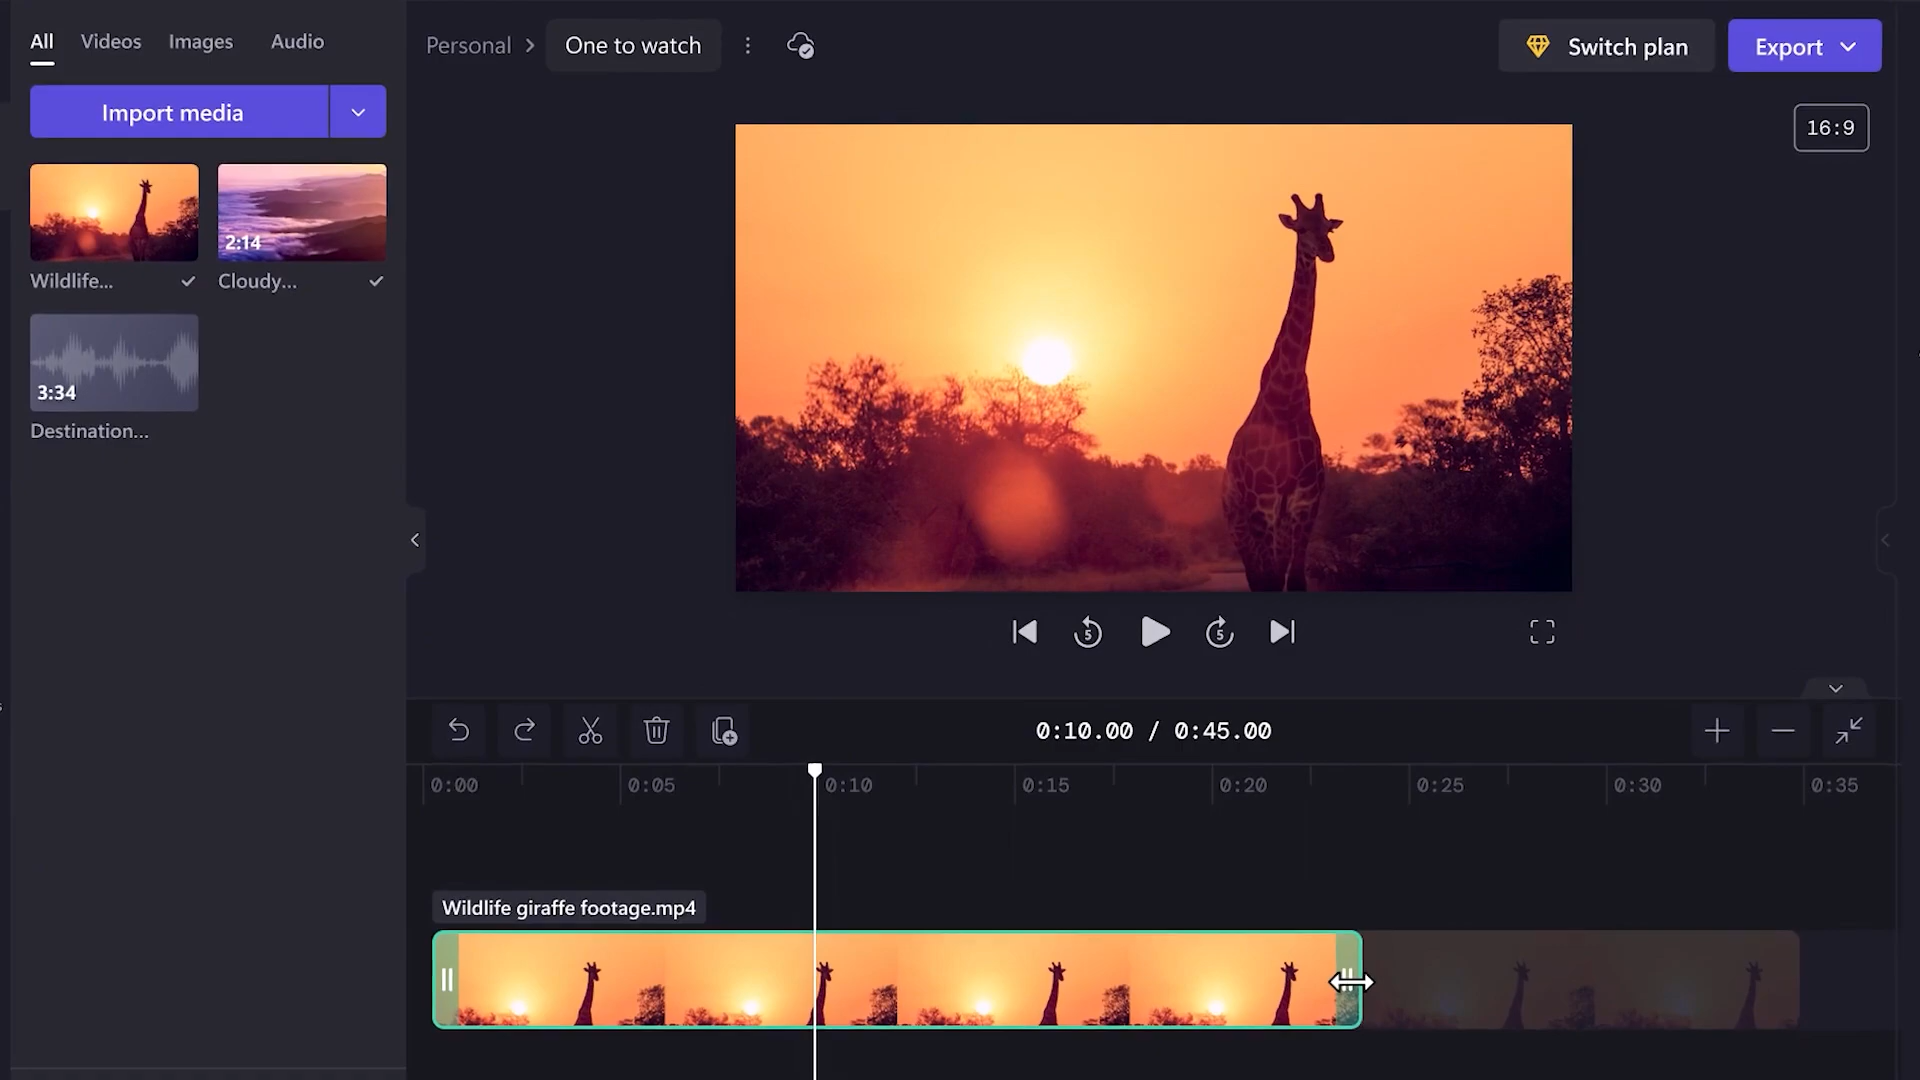 All
Videos
Images
Audio
Import media
2:14
Wildlife...
Cloudy...
3:34
Destination...
Personal
One to watch
Switch plan
Export
16:9
5
5
0:10.00 / 0:45.00
0:00
0:05
0:10
0:15
0:20
0:25
0:30
0:35
Wildlife giraffe footage.mp4